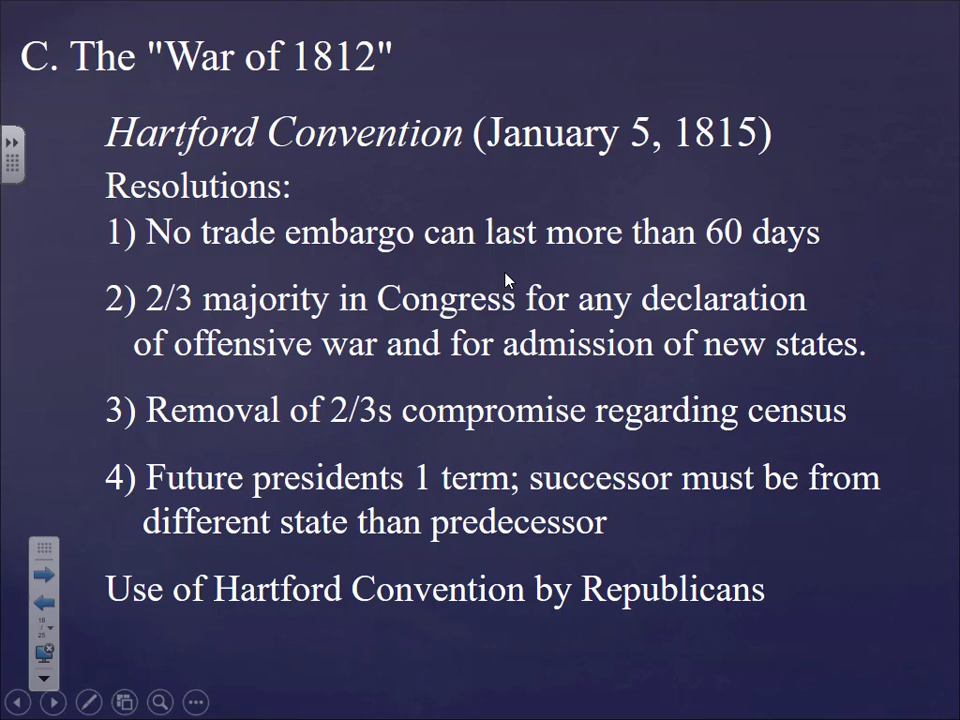 C. The "War of 1812"
Hartford Convention (January 5, 1815)
Resolutions:
1) No trade embargo can last more than 60 days
2) 2/3 majority in Congress for any declaration
of offensive war and for admission of new states.
3) Removal of 2/3s compromise regarding census
4) Future presidents 1 term; successor must be from
different state than predecessor
Use of Hartford Convention by Republicans
18
/
25